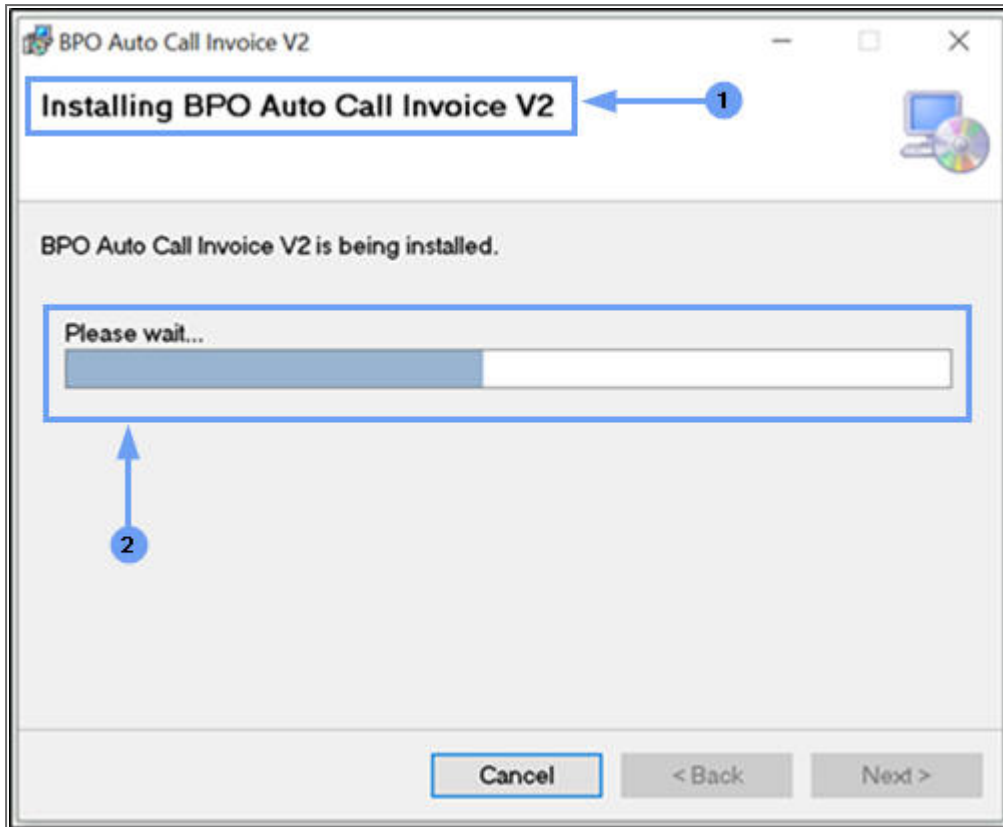 BPO Auto Call Invoice V2
Installing BPO Auto Call Invoice V2
1
BPO Auto Call Invoice V2 is being installed.
Please wait...
2
Cancel
< Back
Next >